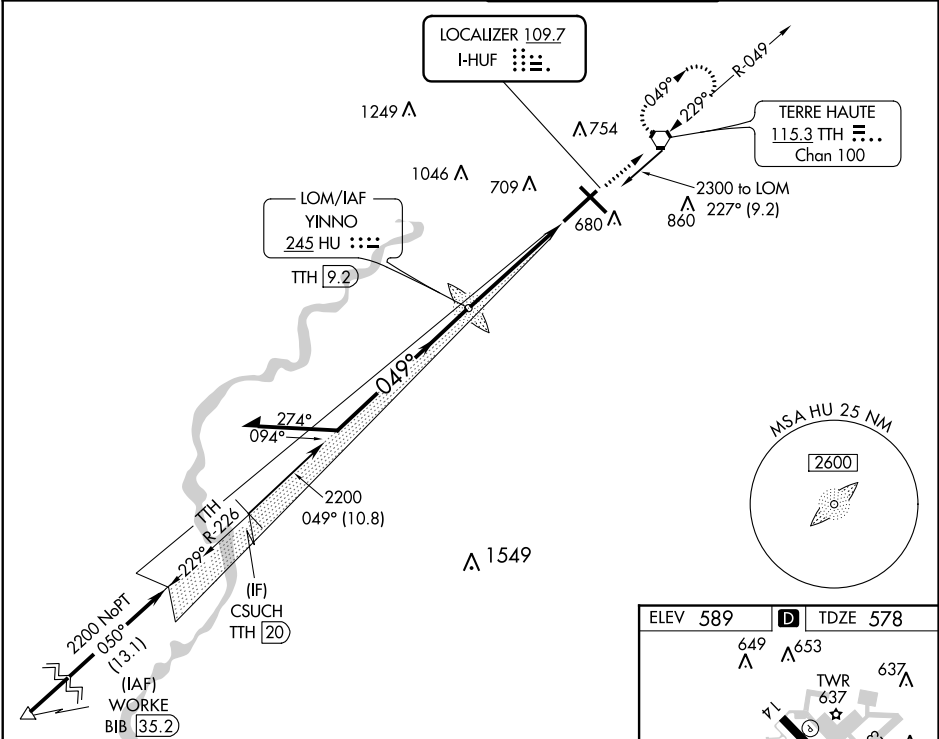 LOCALIZER 109.7
I-HUF
R-049
049°
229°
1249
754
TERRE HAUTE
115.3 TTH
Chan 100
1046
709
2300 to LOM
227° (9.2)
680
860
LOM/IAF
YINNO
245 HU
TTH 9.2
049°
274°
094°
MSA HU 25 NM
2600
2200
049° (10.8)
TTH
R-226
229°
1549
(IF)
CSUCH
TTH 20
2200 NoPT
050°
(13.1)
(IAF)
WORKE
BIB 35.2
ELEV 589 D TDZE 578
649
653
637
TWR
637
14
P